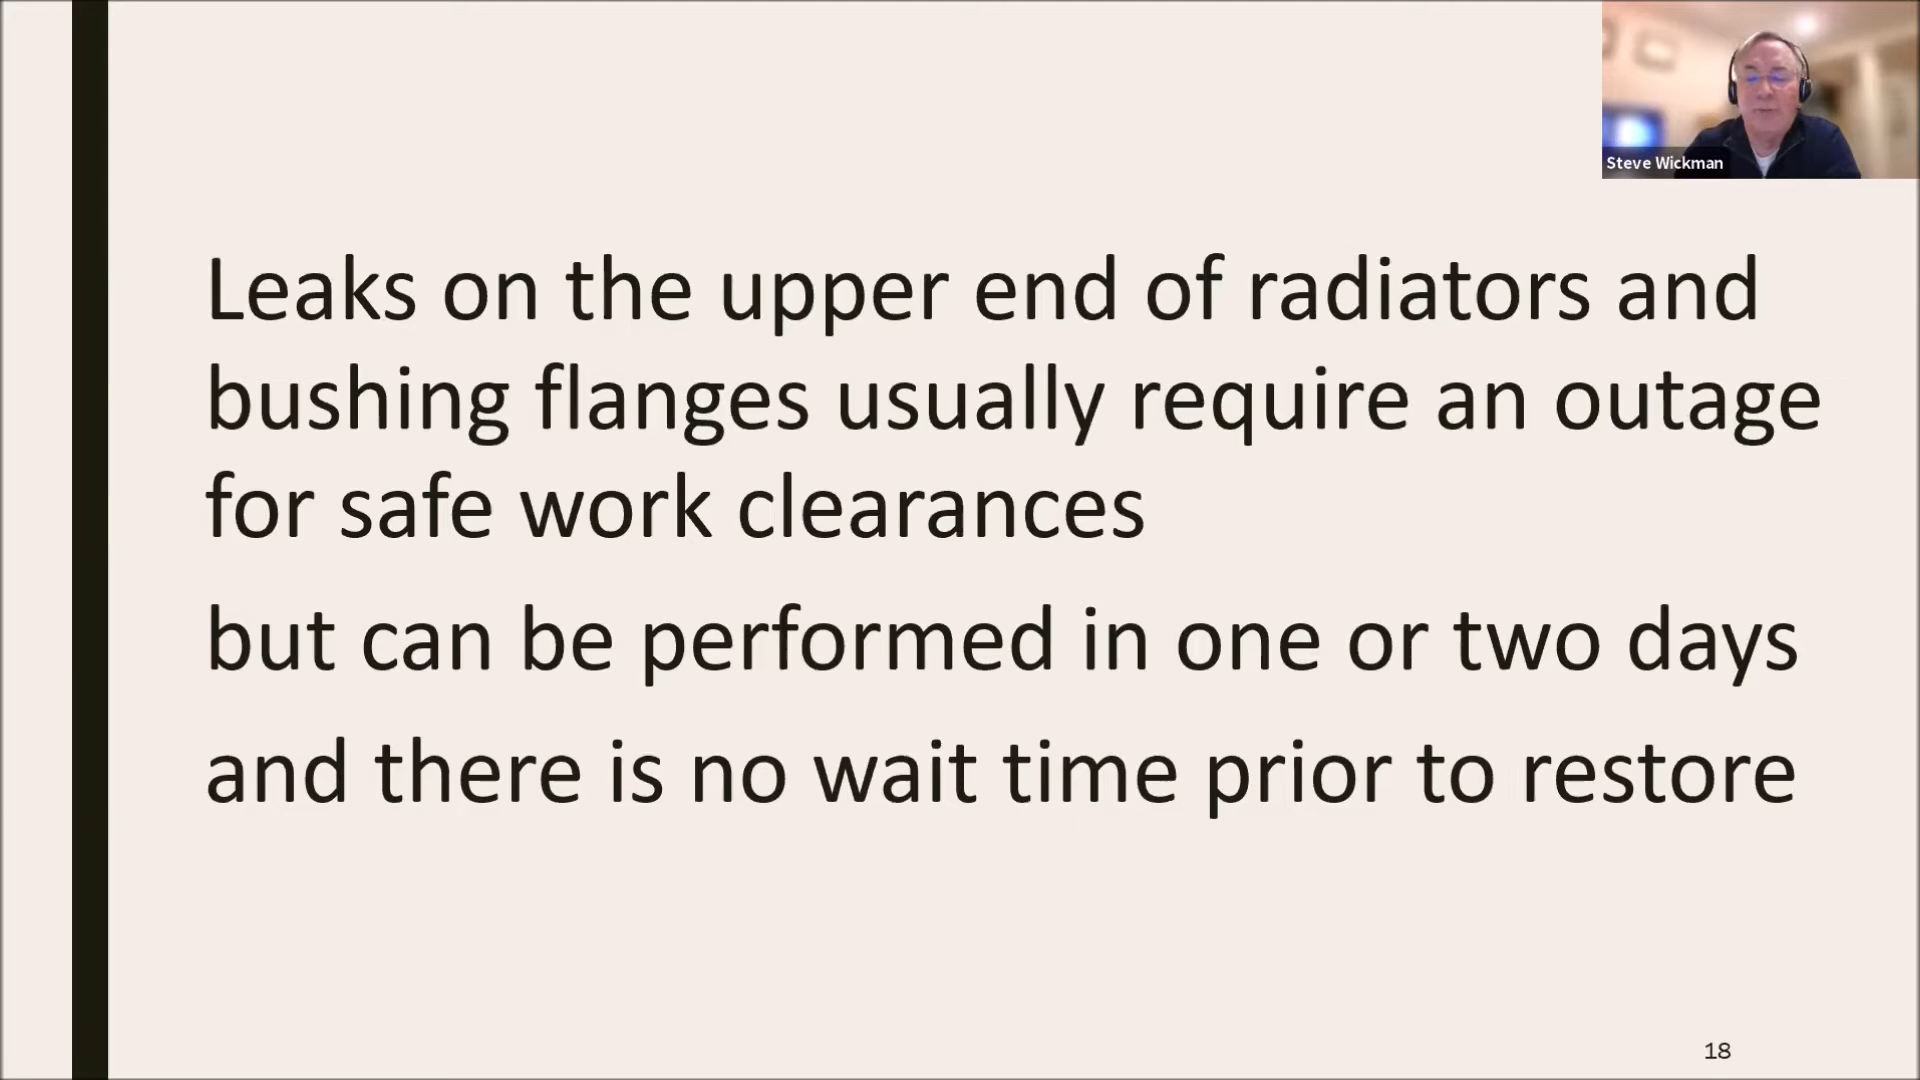 Steve Wickman
Leaks on the upper end of radiators and
bushing flanges usually require an outage
for safe work clearances
but can be performed in one or two days
and there is no wait time prior to restore
18